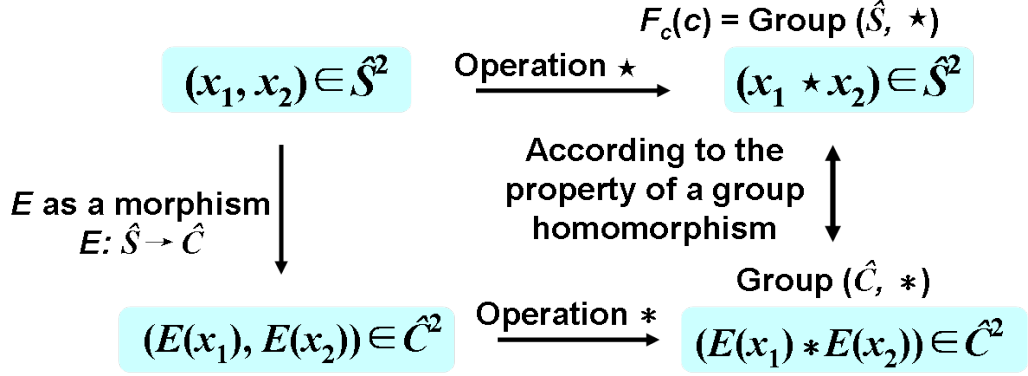 F_c(c) = Group (Ŝ, ⋆)
(x₁, x₂)∈Ŝ²
Operation ⋆
(x₁ ⋆ x₂)∈Ŝ²
E as a morphism
E: Ŝ→ Ĉ
According to the
property of a group
homomorphism
Group (Ĉ, ∗)
(E(x₁), E(x₂))∈Ĉ²
Operation ∗
(E(x₁) ∗E(x₂))∈Ĉ²